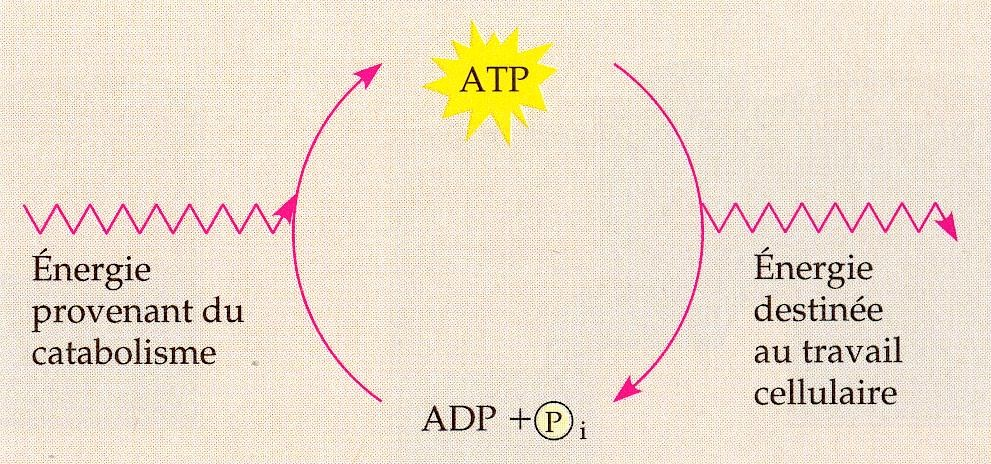 ATP
Énergie
provenant du
catabolisme
Énergie
destinée
au travail
cellulaire
ADP + P i